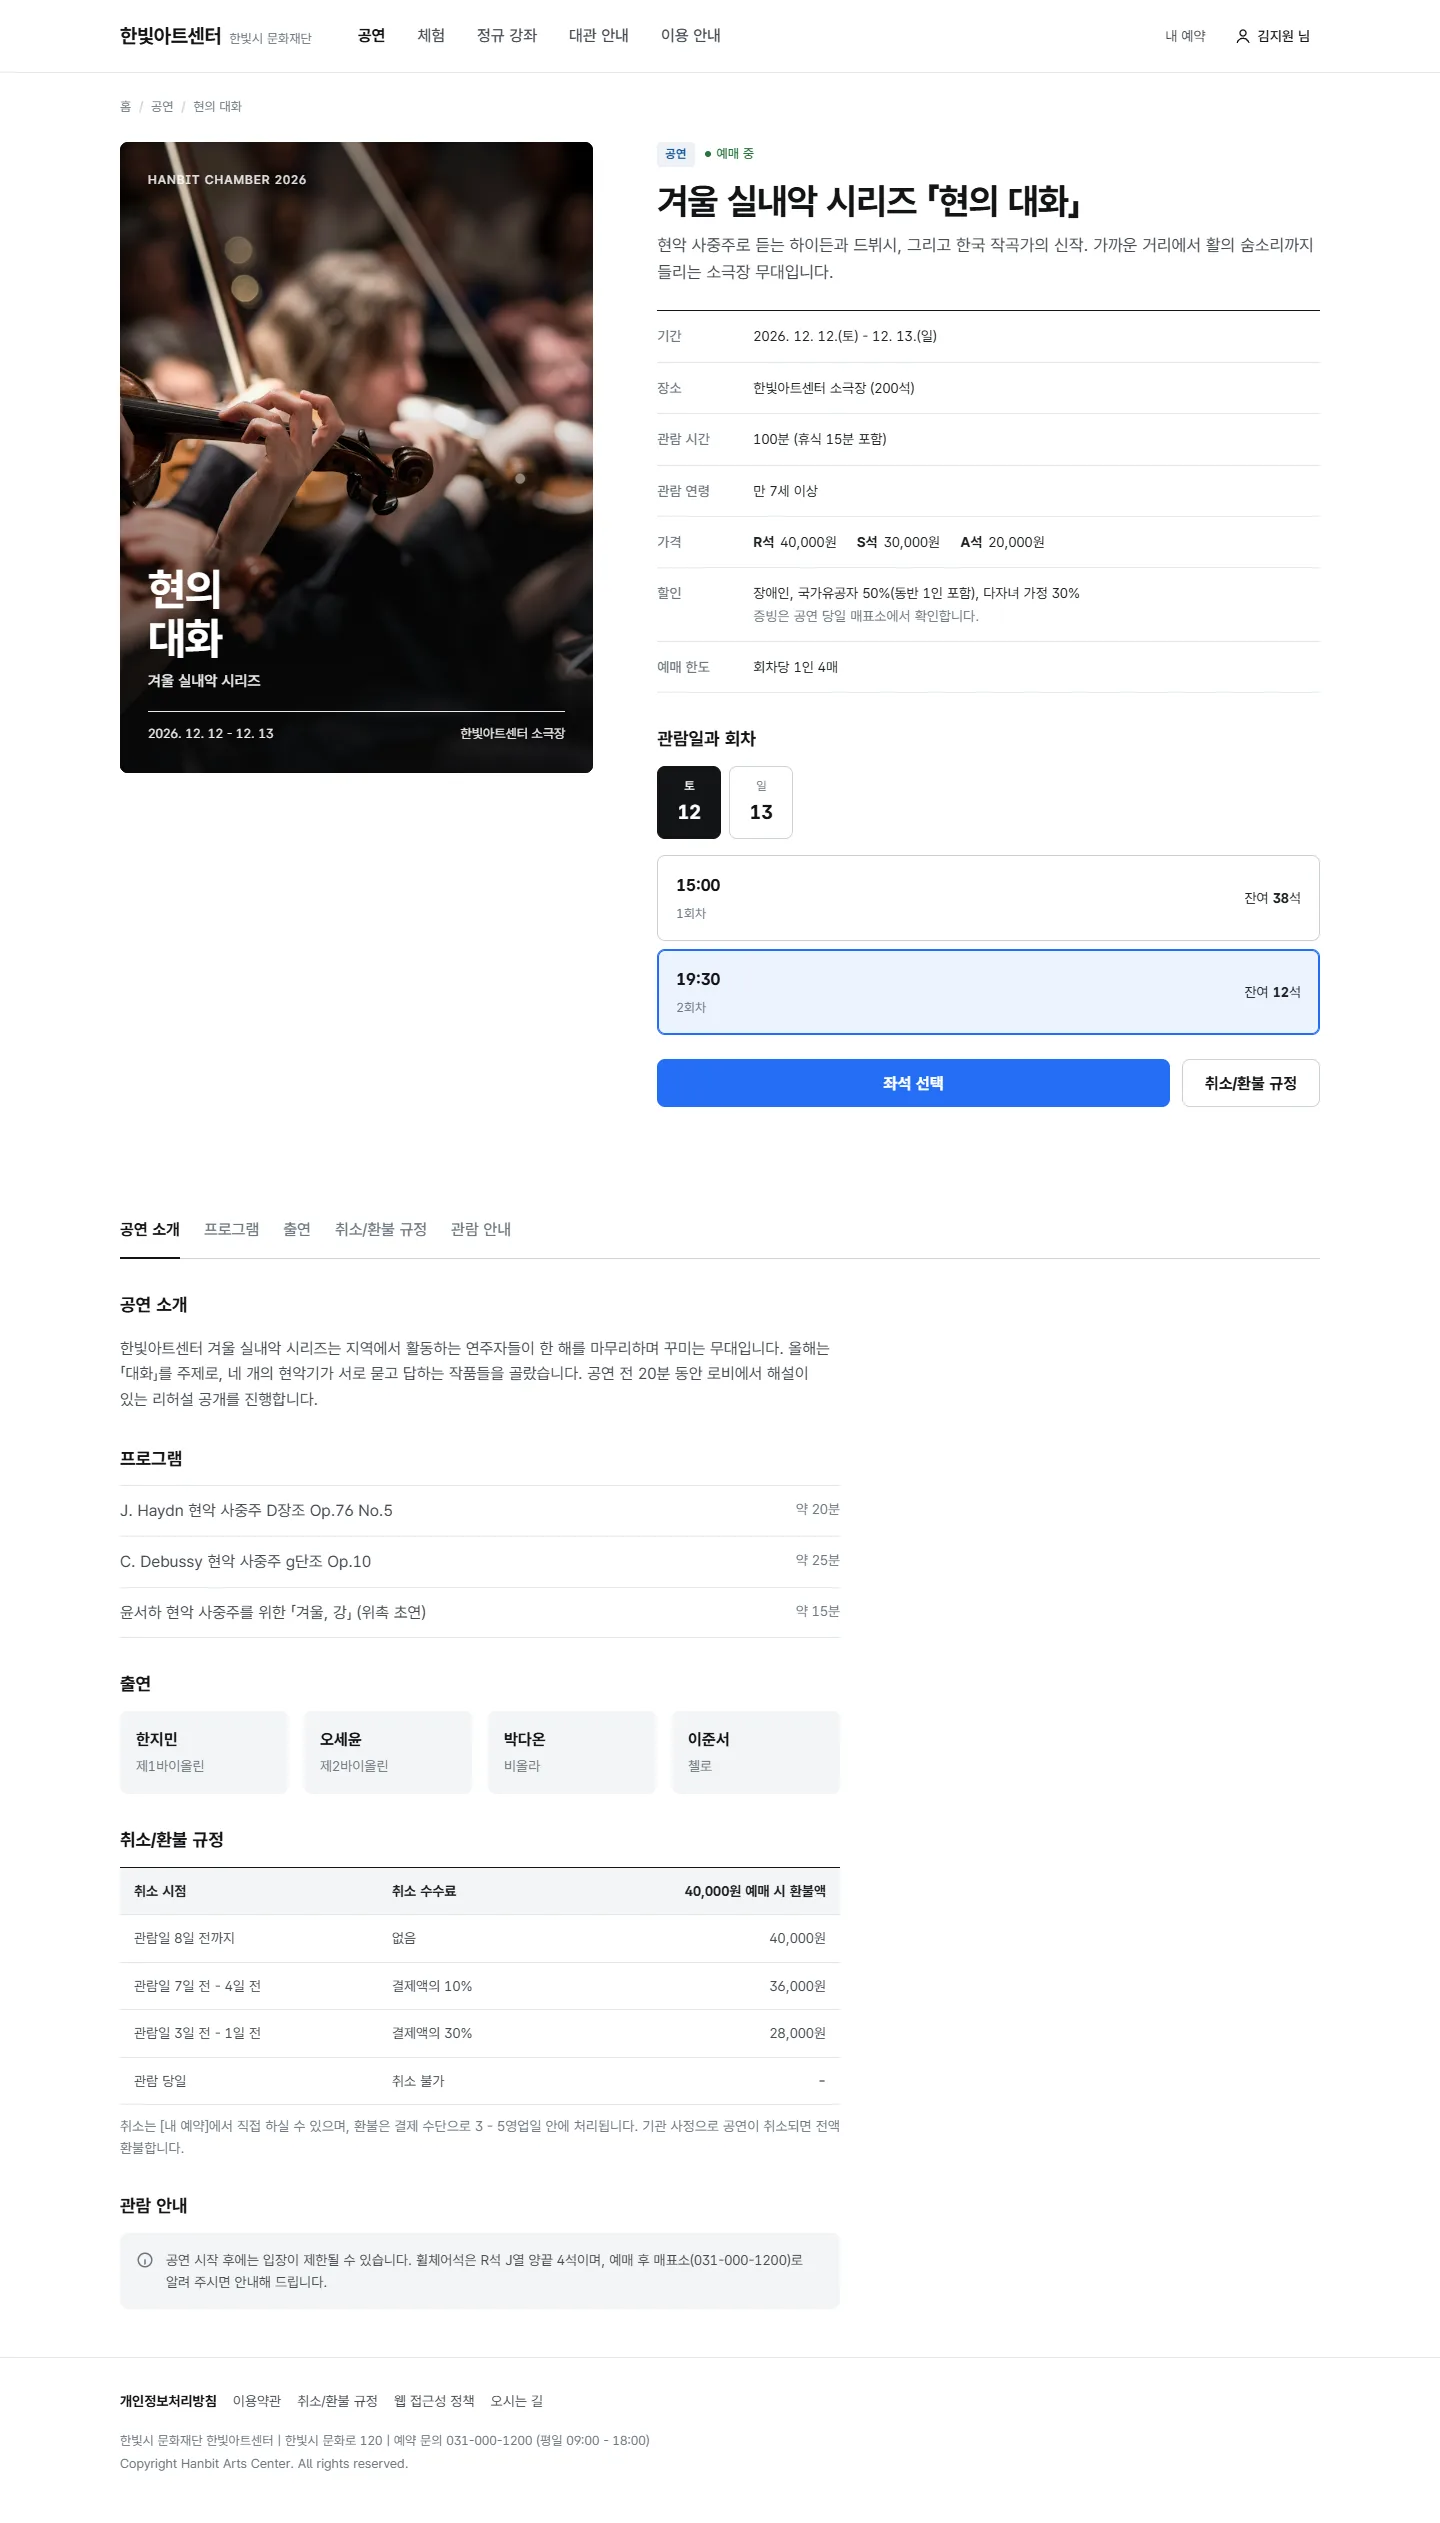 한빛아트센터 한빛시 문화재단 공연 체험 정규 강좌 대관 안내 이용 안내 내 예약 김지원 님
홈 / 공연 / 현의 대화
HANBIT CHAMBER 2026
현의
대화
겨울 실내악 시리즈
2026. 12. 12 - 12. 13 한빛아트센터 소극장
공연 예매 중
겨울 실내악 시리즈 「현의 대화」
현악 사중주로 듣는 하이든과 드뷔시, 그리고 한국 작곡가의 신작. 가까운 거리에서 활의 숨소리까지
들리는 소극장 무대입니다.
기간 2026. 12. 12.(토) - 12. 13.(일)
장소 한빛아트센터 소극장 (200석)
관람 시간 100분 (휴식 15분 포함)
관람 연령 만 7세 이상
가격 R석 40,000원 S석 30,000원 A석 20,000원
할인 장애인, 국가유공자 50%(동반 1인 포함), 다자녀 가정 30%
증빙은 공연 당일 매표소에서 확인합니다.
예매 한도 회차당 1인 4매
관람일과 회차
토 일
12 13
15:00
1회차
잔여 38석
19:30
2회차
잔여 12석
좌석 선택 취소/환불 규정
공연 소개 프로그램 출연 취소/환불 규정 관람 안내
공연 소개
한빛아트센터 겨울 실내악 시리즈는 지역에서 활동하는 연주자들이 한 해를 마무리하며 꾸미는 무대입니다. 올해는
「대화」를 주제로, 네 개의 현악기가 서로 묻고 답하는 작품들을 골랐습니다. 공연 전 20분 동안 로비에서 해설이
있는 리허설 공개를 진행합니다.
프로그램
J. Haydn 현악 사중주 D장조 Op.76 No.5 약 20분
C. Debussy 현악 사중주 g단조 Op.10 약 25분
윤서하 현악 사중주를 위한 「겨울, 강」 (위촉 초연) 약 15분
출연
한지민 오세윤 박다온 이준서
제1바이올린 제2바이올린 비올라 첼로
취소/환불 규정
취소 시점 취소 수수료 40,000원 예매 시 환불액
관람일 8일 전까지 없음 40,000원
관람일 7일 전 - 4일 전 결제액의 10% 36,000원
관람일 3일 전 - 1일 전 결제액의 30% 28,000원
관람 당일 취소 불가 -
취소는 [내 예약]에서 직접 하실 수 있으며, 환불은 결제 수단으로 3 - 5영업일 안에 처리됩니다. 기관 사정으로 공연이 취소되면 전액
환불합니다.
관람 안내
공연 시작 후에는 입장이 제한될 수 있습니다. 휠체어석은 R석 J열 양끝 4석이며, 예매 후 매표소(031-000-1200)로
알려 주시면 안내해 드립니다.
개인정보처리방침 이용약관 취소/환불 규정 웹 접근성 정책 오시는 길
한빛시 문화재단 한빛아트센터 | 한빛시 문화로 120 | 예약 문의 031-000-1200 (평일 09:00 - 18:00)
Copyright Hanbit Arts Center. All rights reserved.